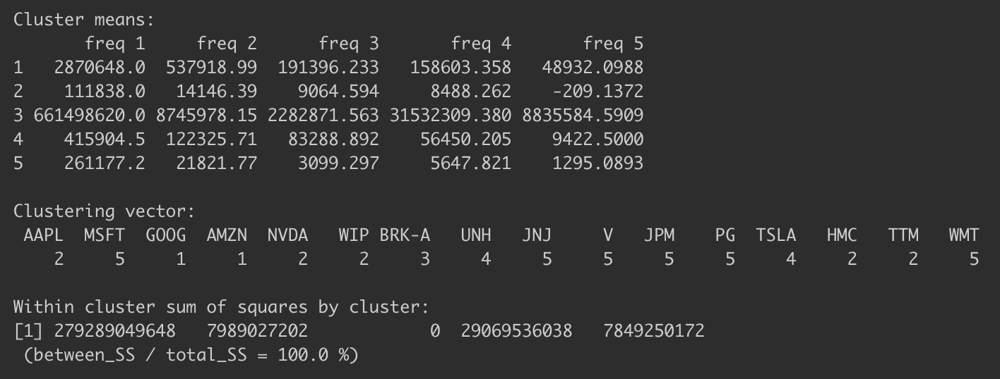 Cluster means:
freq 1 freq 2 freq 3 freq 4 freq 5
1 2870648.0 537918.99 191396.233 158603.358 48932.0988
2 111838.0 14146.39 9064.594 8488.262 -209.1372
3 661498620.0 8745978.15 2282871.563 31532309.380 8835584.5909
4 415904.5 122325.71 83288.892 56450.205 9422.5000
5 261177.2 21821.77 3099.297 5647.821 1295.0893
Clustering vector:
AAPL MSFT GOOG AMZN NVDA WIP BRK-A UNH JNJ V JPM PG TSLA HMC TTM WMT
2 5 1 1 2 2 3 4 5 5 5 5 4 2 2 5
Within cluster sum of squares by cluster:
[1] 279289049648 7989027202 0 29069536038 7849250172
(between_SS / total_SS = 100.0 %)